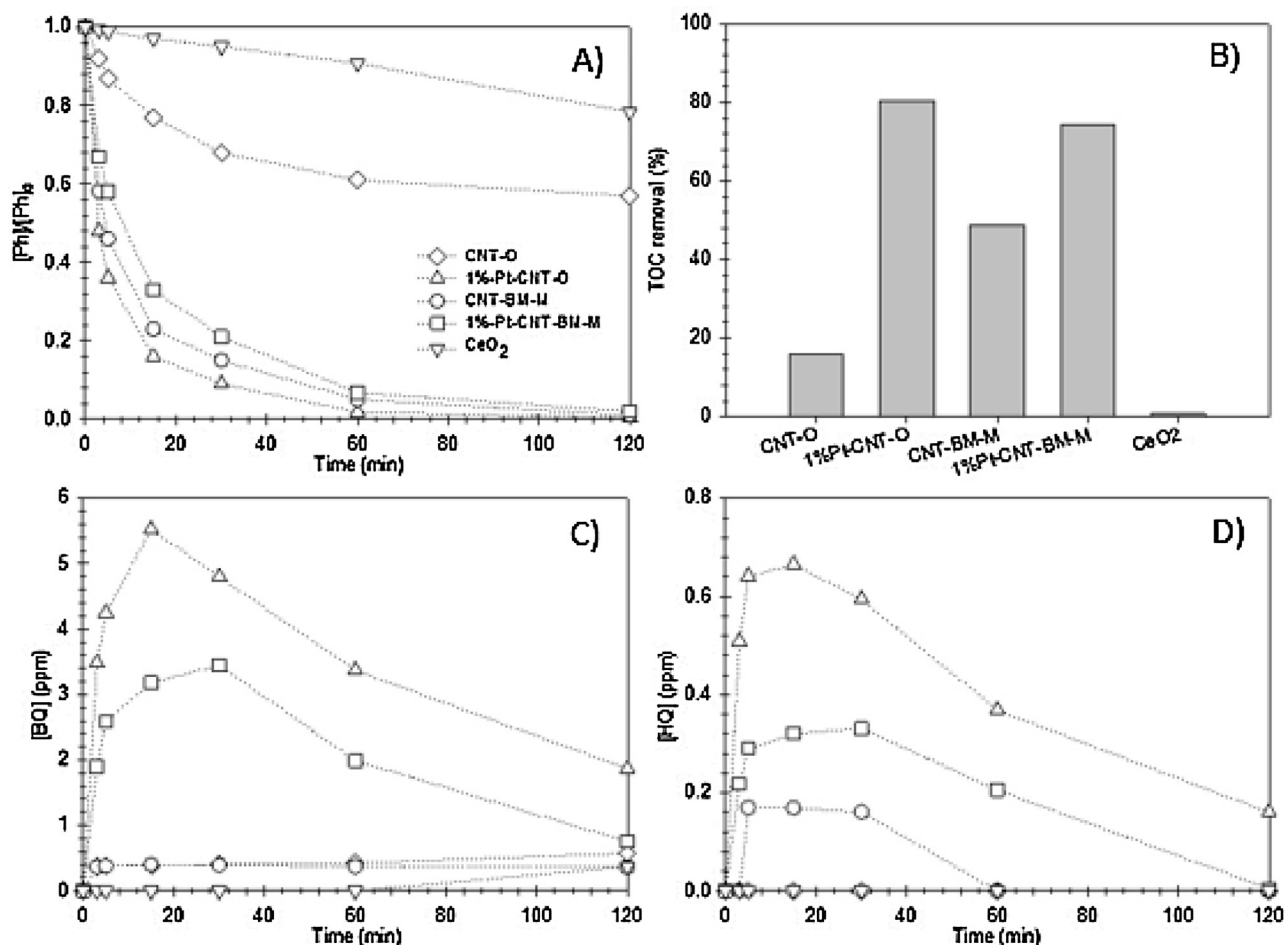 A)
1.0
0.8
0.6
0.4
0.2
0.0
[Ph]/[Ph]0
CNT-O
1%-Pt-CNT-O
CNT-BM-M
1%-Pt-CNT-BM-M
CeO2
0 20 40 60 80 100 120
Time (min)
B)
100
80
60
40
20
0
TOC removal (%)
CNT-O
1%Pt-CNT-O
CNT-BM-M
1%Pt-CNT-BM-M
CeO2
C)
6
5
4
3
2
1
0
[BQ] (ppm)
0 20 40 60 80 100 120
Time (min)
D)
0.8
0.6
0.4
0.2
0.0
[HQ] (ppm)
0 20 40 60 80 100 120
Time (min)